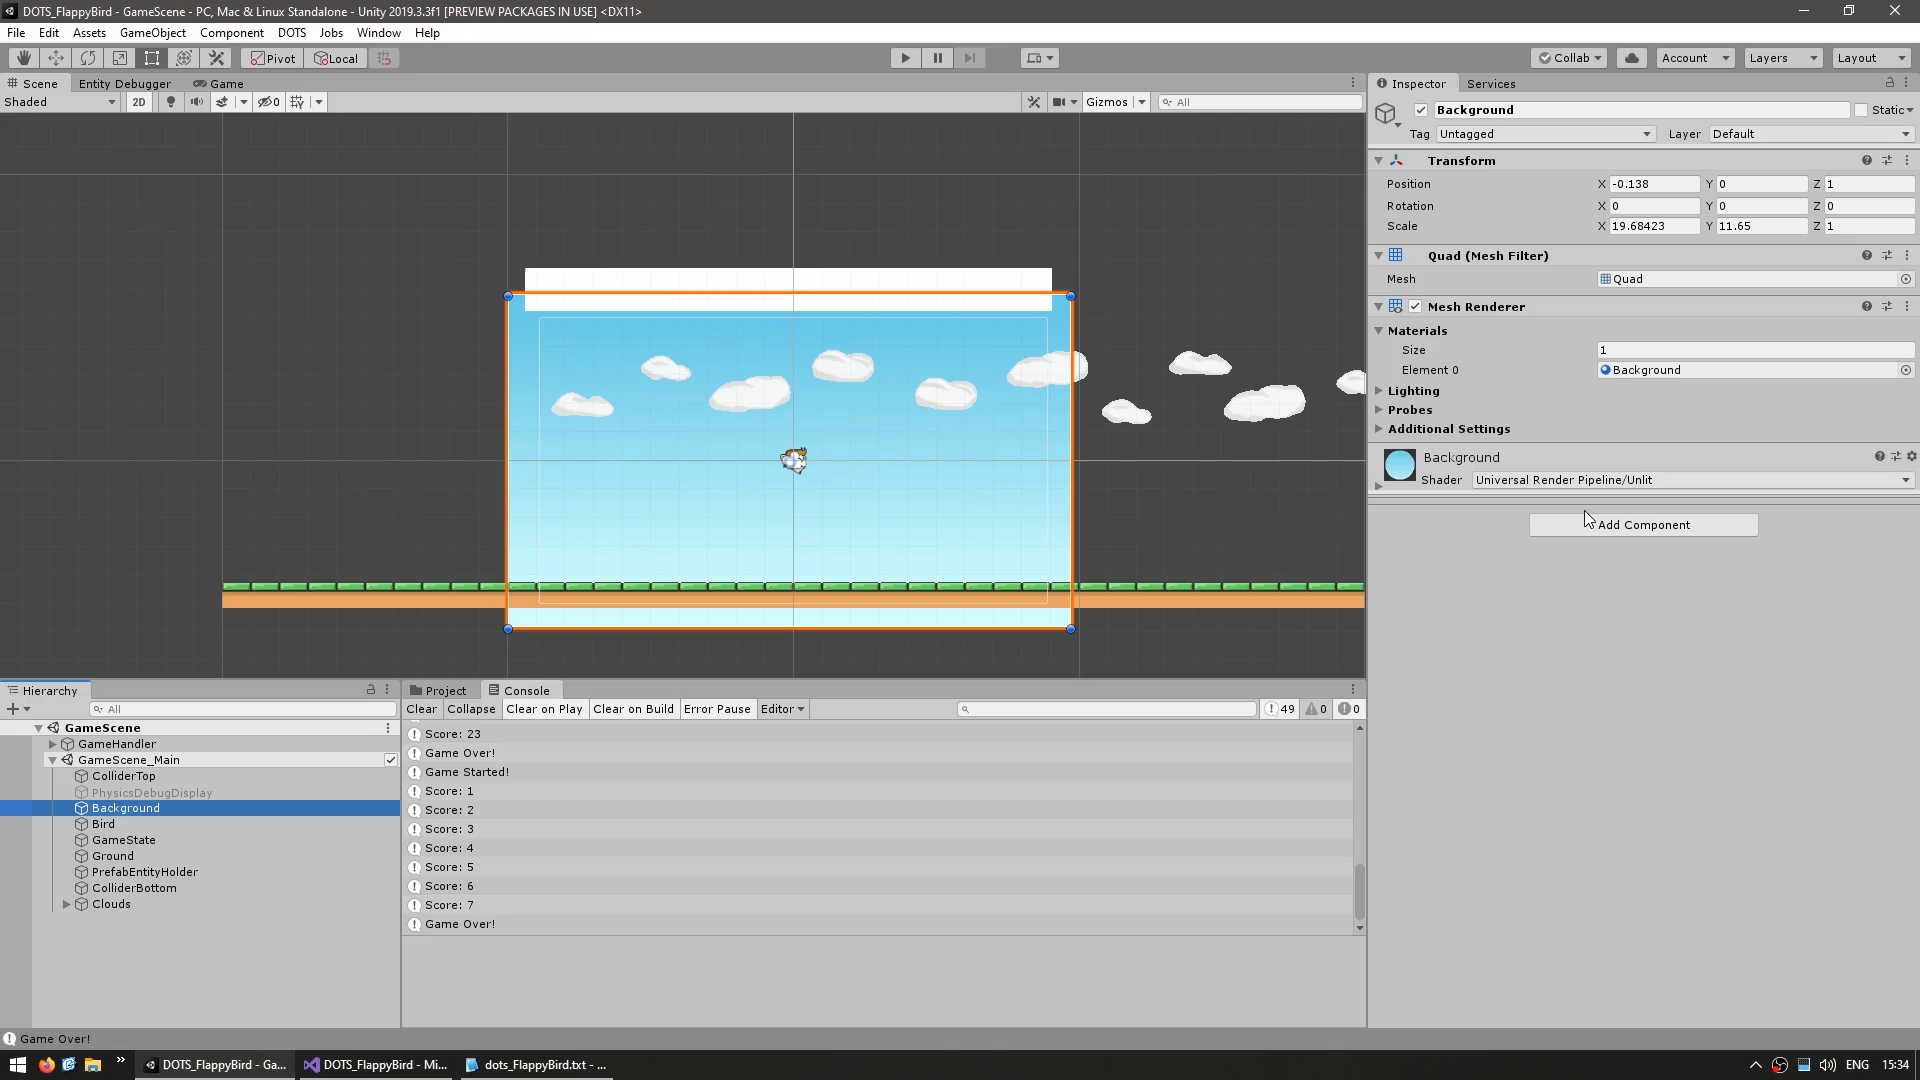 DOTS_FlappyBird - GameScene - PC, Mac & Linux Standalone - Unity 2019.3.3f1 [PREVIEW PACKAGES IN USE] <DX11>
File Edit Assets GameObject Component DOTS Jobs Window Help
Pivot Local Collab Account Layers Layout
Scene Entity Debugger Game
Shaded 2D 0 Gizmos All
Inspector Services
Background Static
Tag Untagged Layer Default
Transform
Position X -0.138 Y 0 Z 1
Rotation X 0 Y 0 Z 0
Scale X 19.68423 Y 11.65 Z 1
Quad (Mesh Filter)
Mesh Quad
Mesh Renderer
Materials
Size 1
Element 0 Background
Lighting
Probes
Additional Settings
Background
Shader Universal Render Pipeline/Unlit
Add Component
Hierarchy
All
GameScene
GameHandler
GameScene_Main
ColliderTop
PhysicsDebugDisplay
Background
Bird
GameState
Ground
PrefabEntityHolder
ColliderBottom
Clouds
Project Console
Clear Collapse Clear on Play Clear on Build Error Pause Editor 49 0 0
Score: 23
Game Over!
Game Started!
Score: 1
Score: 2
Score: 3
Score: 4
Score: 5
Score: 6
Score: 7
Game Over!
Game Over!
DOTS_FlappyBird - Ga... DOTS_FlappyBird - Mi... dots_FlappyBird.txt - ... ENG 15:34